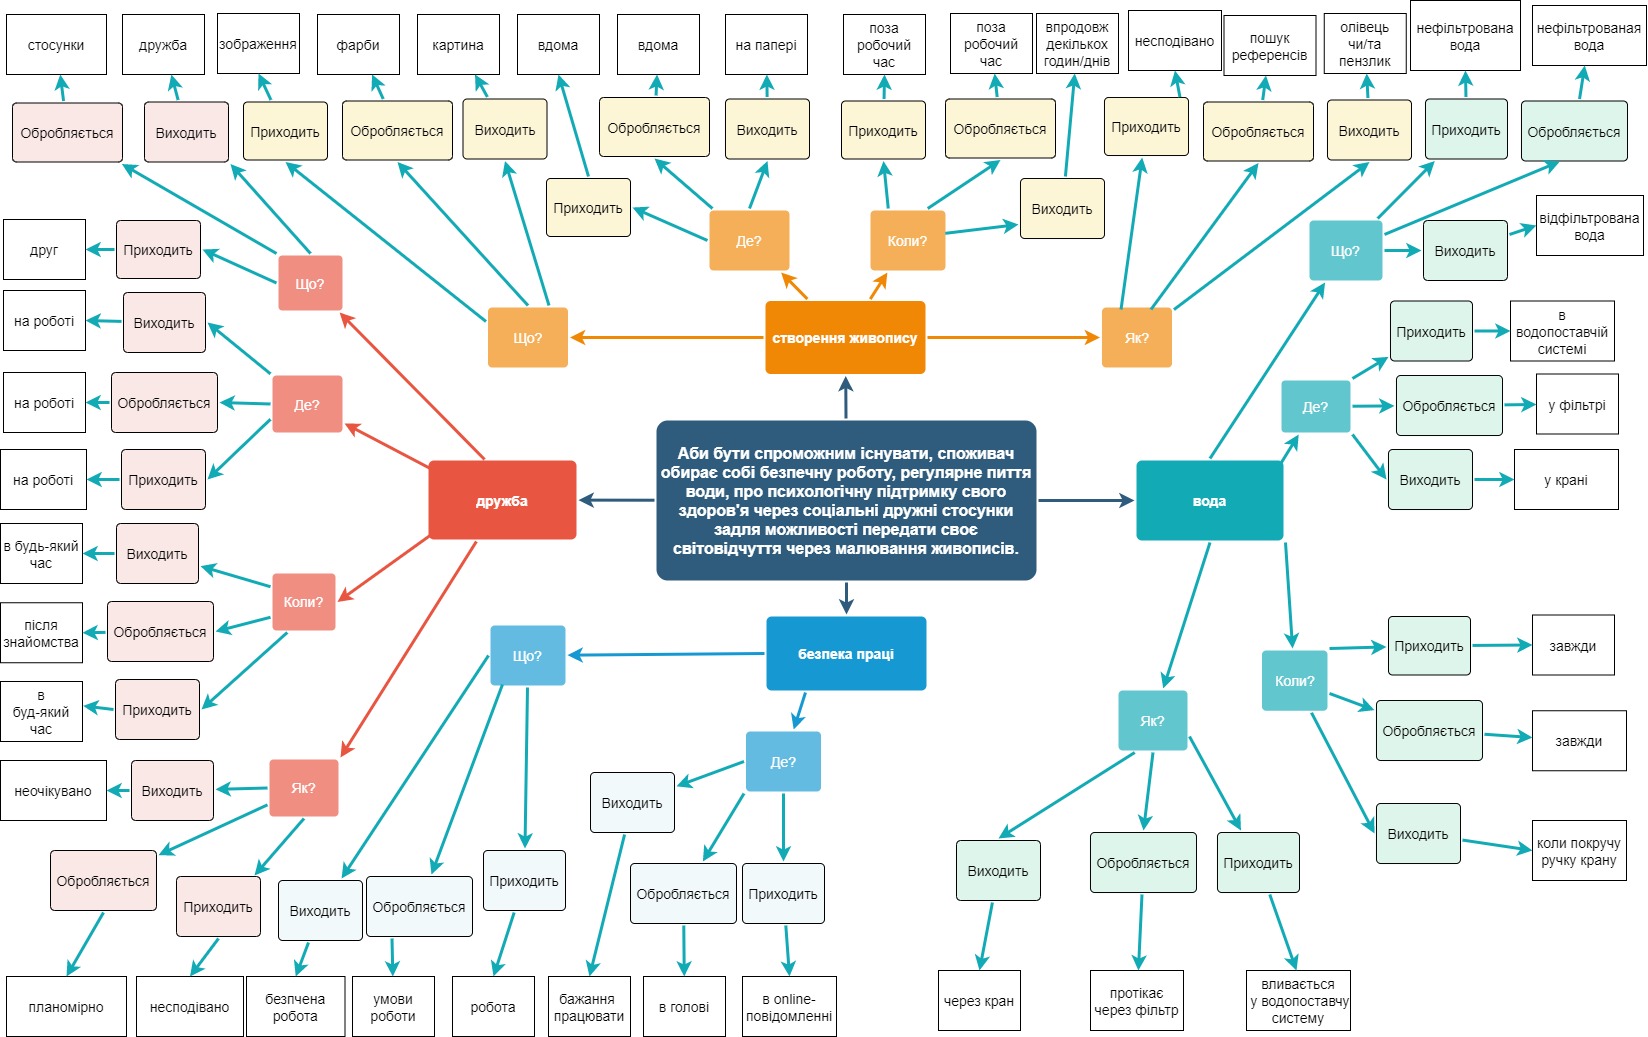 стосунки
дружба
зображення
фарби
картина
вдома
вдома
на папері
поза
робочий
час
поза
робочий
час
впродовж
декількох
годин/днів
несподівано
пошук
референсів
олівець
чи/та
пензлик
нефільтрована
вода
нефільтрованая
вода
Обробляється
Виходить
Приходить
Обробляється
Виходить
Обробляється
Виходить
Приходить
Обробляється
Приходить
Обробляється
Виходить
Приходить
Обробляється
Приходить
Виходить
відфільтрована
вода
друг
Приходить
Що?
Де?
Коли?
Що?
Виходить
на роботі
Виходить
Що?
створення живопису
Як?
Приходить
в
водопоставчій
системі
на роботі
Обробляється
Де?
Де?
Обробляється
у фільтрі
на роботі
Приходить
дружба
Аби бути спроможним існувати, споживач
обирає собі безпечну роботу, регулярне пиття
води, про психологічну підтримку свого
здоров'я через соціальні дружні стосунки
задля можливості передати своє
світовідчуття через малювання живописів.
вода
Виходить
у крані
в будь-який
час
Виходить
Коли?
після
знайомства
Обробляється
Що?
безпека праці
Приходить
завжди
в
буд-який
час
Приходить
Коли?
Як?
Обробляється
завжди
неочікувано
Виходить
Як?
Де?
Виходить
Виходить
коли покручу
ручку крану
Обробляється
Приходить
Виходить
Обробляється
Приходить
Обробляється
Приходить
Виходить
Обробляється
Приходить
планомірно
несподівано
безпчена
робота
умови
роботи
робота
бажання
працювати
в голові
в online-
повідомленні
через кран
протікає
через фільтр
вливається
у водопоставчу
систему